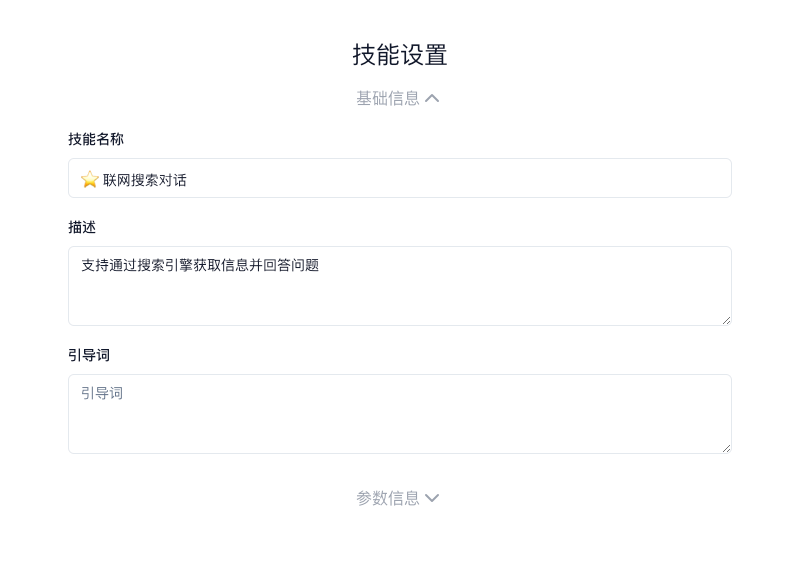 技能设置
基础信息
技能名称
⭐ 联网搜索对话
描述
支持通过搜索引擎获取信息并回答问题
引导词
引导词
参数信息